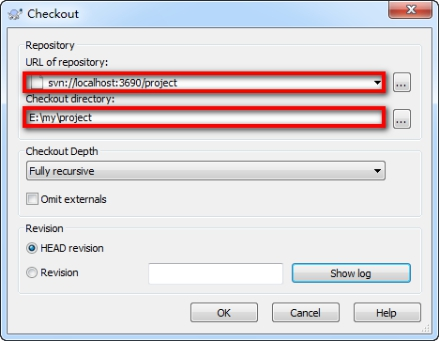 Checkout
Repository
URL of repository:
svn://localhost:3690/project
...
Checkout directory:
E:\my\project
...
Checkout Depth
Fully recursive
Omit externals
Revision
HEAD revision
Revision
Show log
OK
Cancel
Help